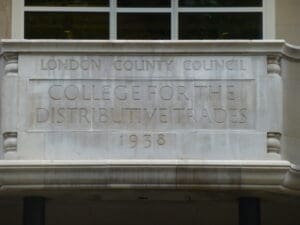 LONDON COUNTY COUNCIL
COLLEGE FOR THE
DISTRIBUTIVE TRADES
1938